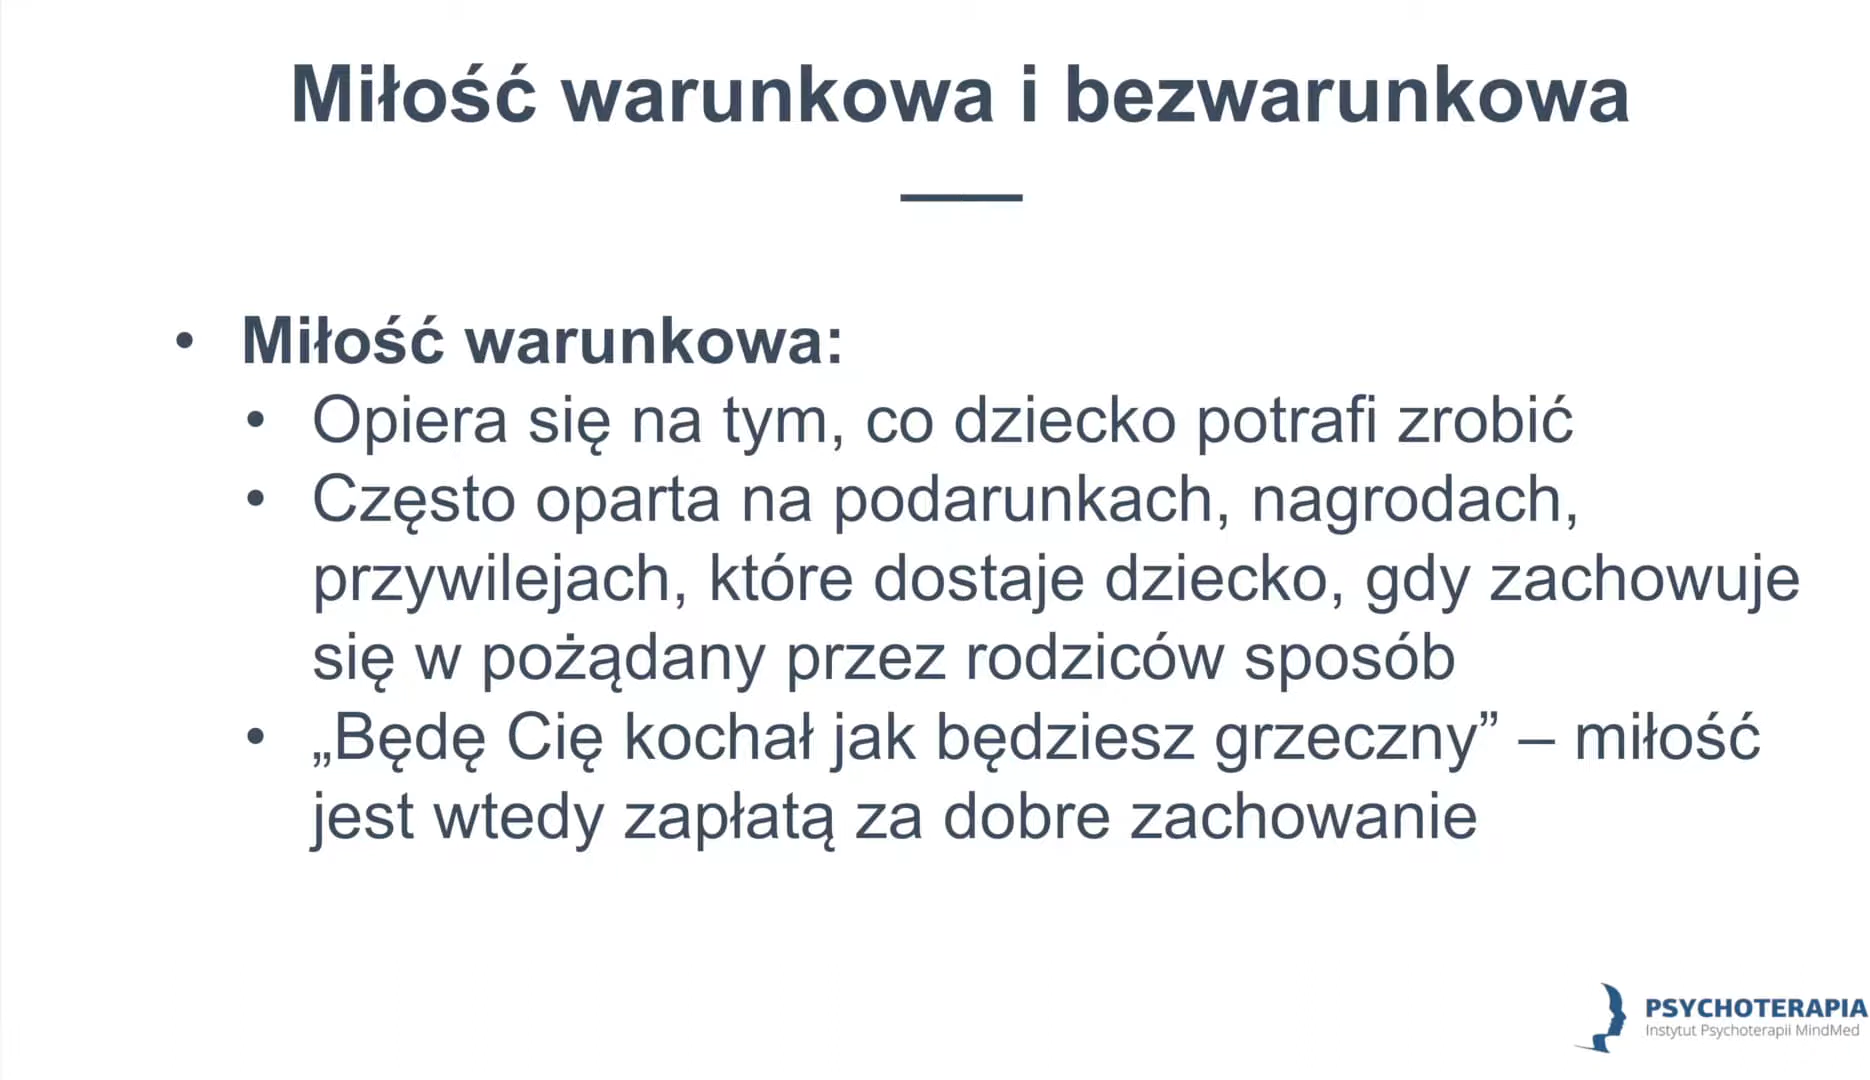 Miłość warunkowa i bezwarunkowa
• Miłość warunkowa:
• Opiera się na tym, co dziecko potrafi zrobić
• Często oparta na podarunkach, nagrodach,
przywilejach, które dostaje dziecko, gdy zachowuje
się w pożądany przez rodziców sposób
• „Będę Cię kochał jak będziesz grzeczny” – miłość
jest wtedy zapłatą za dobre zachowanie
PSYCHOTERAPIA
Instytut Psychoterapii MindMed